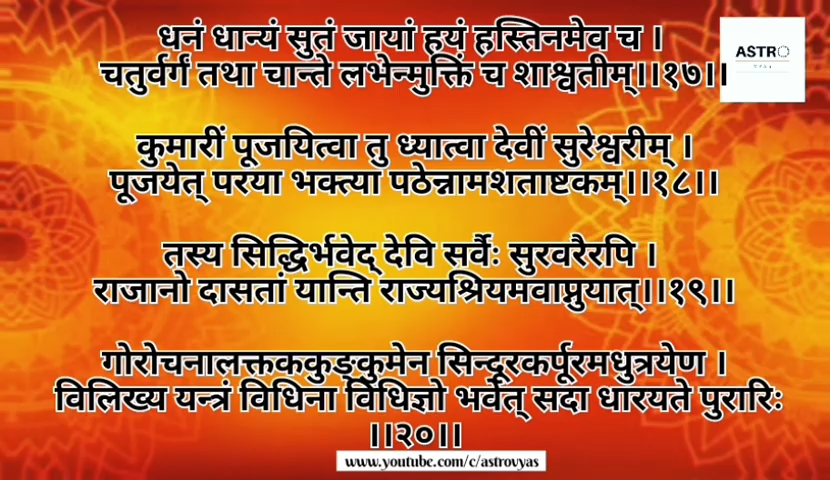 धनं धान्यं सुतं जायां हयं हस्तिनमेव च ।
चतुर्वर्गं तथा चान्ते लभेन्मुक्तिं च शाश्वतीम्।।१७।।
ASTRO
कुमारीं पूजयित्वा तु ध्यात्वा देवीं सुरेश्वरीम् ।
पूजयेत् परया भक्त्या पठेन्नामशताष्टकम्।।१८।।
तस्य सिद्धिर्भवेद् देवि सर्वैः सुरवरैरपि ।
राजानो दासतां यान्ति राज्यश्रियमवाप्नुयात्।।१९।।
गोरोचनालक्तककुङ्कुमेन सिन्दूरकर्पूरमधुत्रयेण ।
विलिख्य यन्त्रं विधिना विधिज्ञो भवेत् सदा धारयते पुरारिः
।।२०।।
www.youtube.com/c/astrovyas